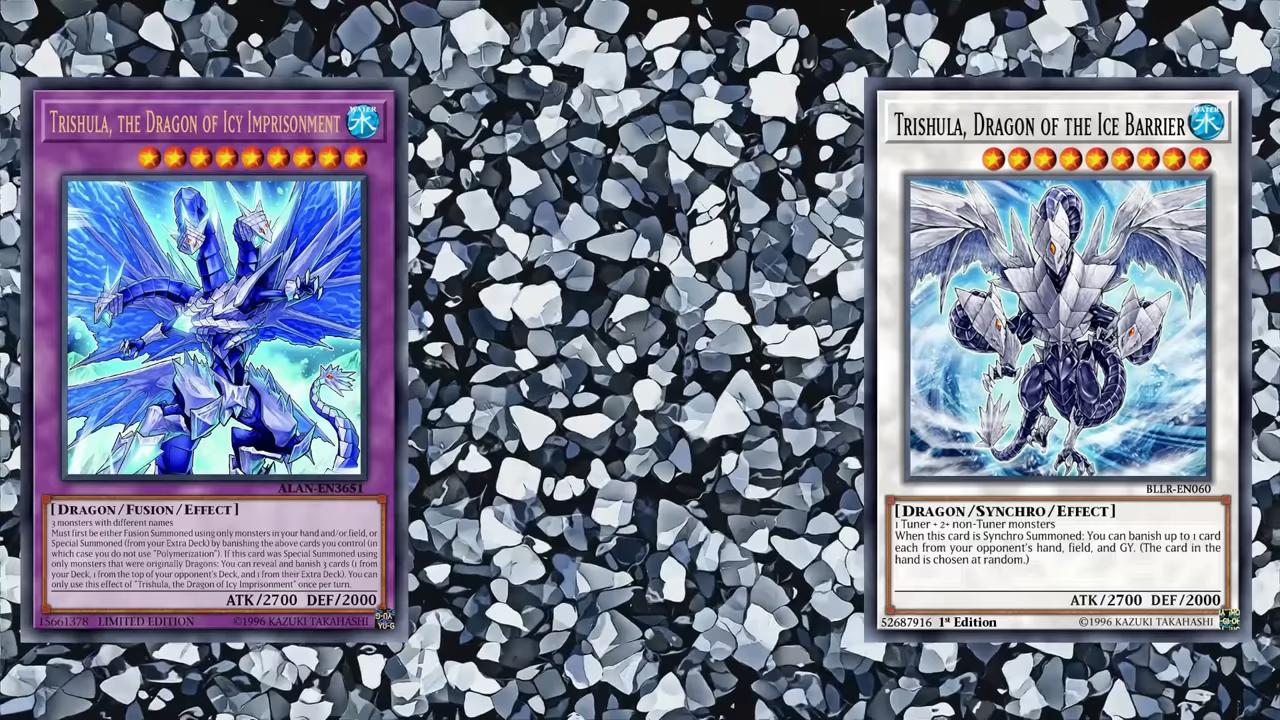 TRISHULA, THE DRAGON OF ICY IMPRISONMENT
WATER
水
ALAN-EN3651
[DRAGON/FUSION/EFFECT]
3 monsters with different names
Must first be either Fusion Summoned using only monsters in your hand and/or field, or
Special Summoned (from your Extra Deck) by banishing the above cards you control (in
which case you do not use "Polymerization"). If this card was Special Summoned using
only monsters that were originally Dragons: You can reveal and banish 3 cards (1 from
your Deck, 1 from the top of your opponent's Deck, and 1 from their Extra Deck). You can
only use this effect of "Trishula, the Dragon of Icy Imprisonment" once per turn.
ATK/2700 DEF/2000
15661378 LIMITED EDITION ©1996 KAZUKI TAKAHASHI
TRISHULA, DRAGON OF THE ICE BARRIER
WATER
水
BLLR-EN060
[DRAGON/SYNCHRO/EFFECT]
1 Tuner + 2+ non-Tuner monsters
When this card is Synchro Summoned: You can banish up to 1 card
each from your opponent's hand, field, and GY. (The card in the
hand is chosen at random.)
ATK/2700 DEF/2000
52687916 1st Edition ©1996 KAZUKI TAKAHASHI